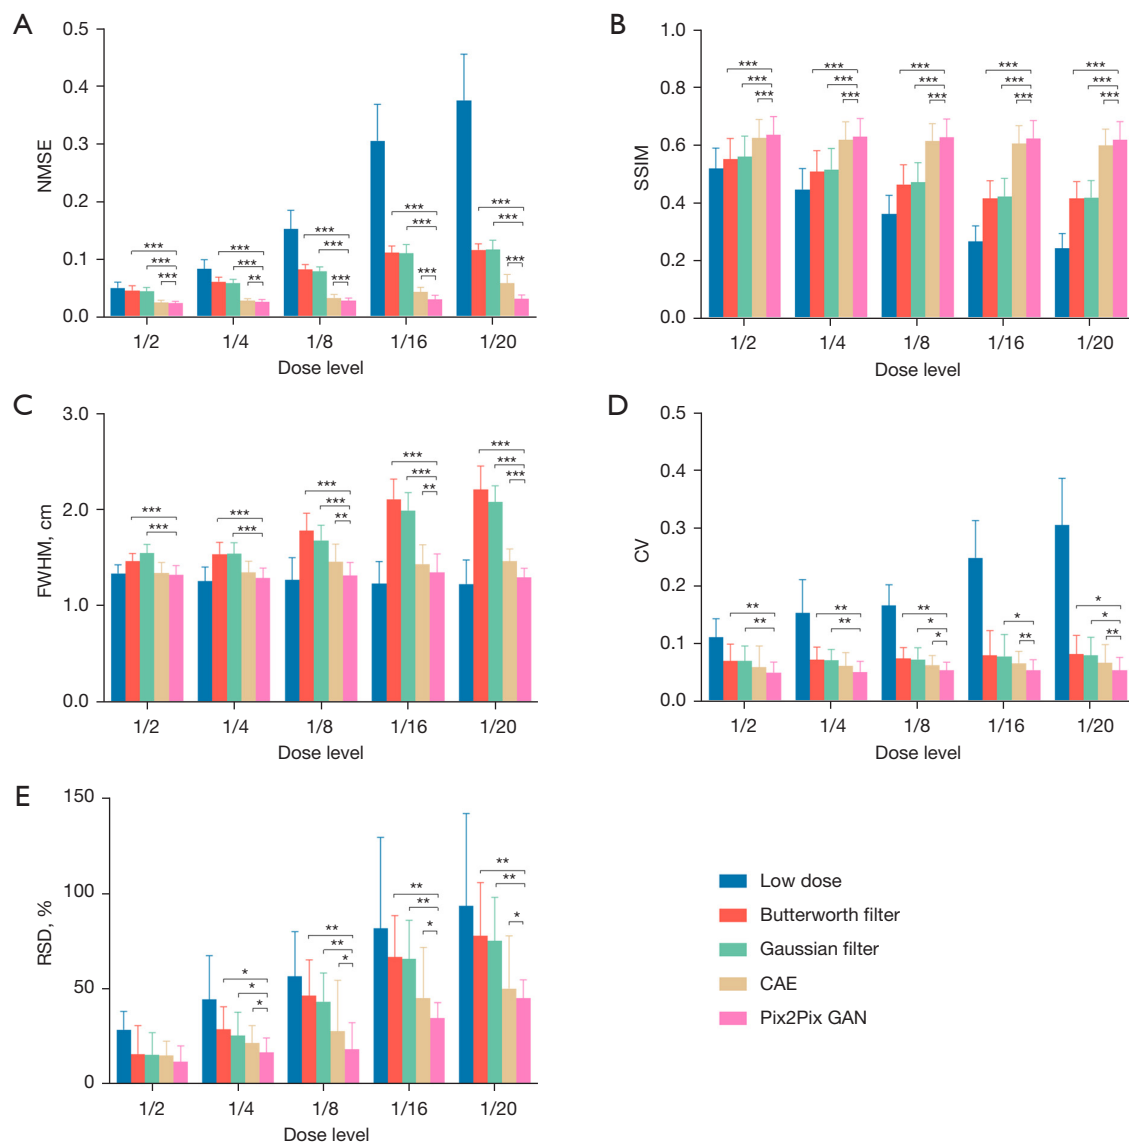 A
0.5
0.4
0.3
0.2
0.1
0.0
NMSE
*** *** *** *** ***
*** *** *** *** ***
*** ** *** *** ***
1/2 1/4 1/8 1/16 1/20
Dose level
B
1.0
0.8
0.6
0.4
0.2
0.0
SSIM
*** *** *** *** ***
*** *** *** *** ***
*** *** *** *** ***
1/2 1/4 1/8 1/16 1/20
Dose level
C
3.0
2.0
1.0
0.0
FWHM, cm
*** *** *** *** ***
*** *** *** *** ***
** ** ***
1/2 1/4 1/8 1/16 1/20
Dose level
D
0.5
0.4
0.3
0.2
0.1
0.0
CV
** ** ** * *
** ** * ** *
* **
1/2 1/4 1/8 1/16 1/20
Dose level
E
150
100
50
0
RSD, %
* ** ** **
* ** ** **
* * * *
1/2 1/4 1/8 1/16 1/20
Dose level
Low dose
Butterworth filter
Gaussian filter
CAE
Pix2Pix GAN